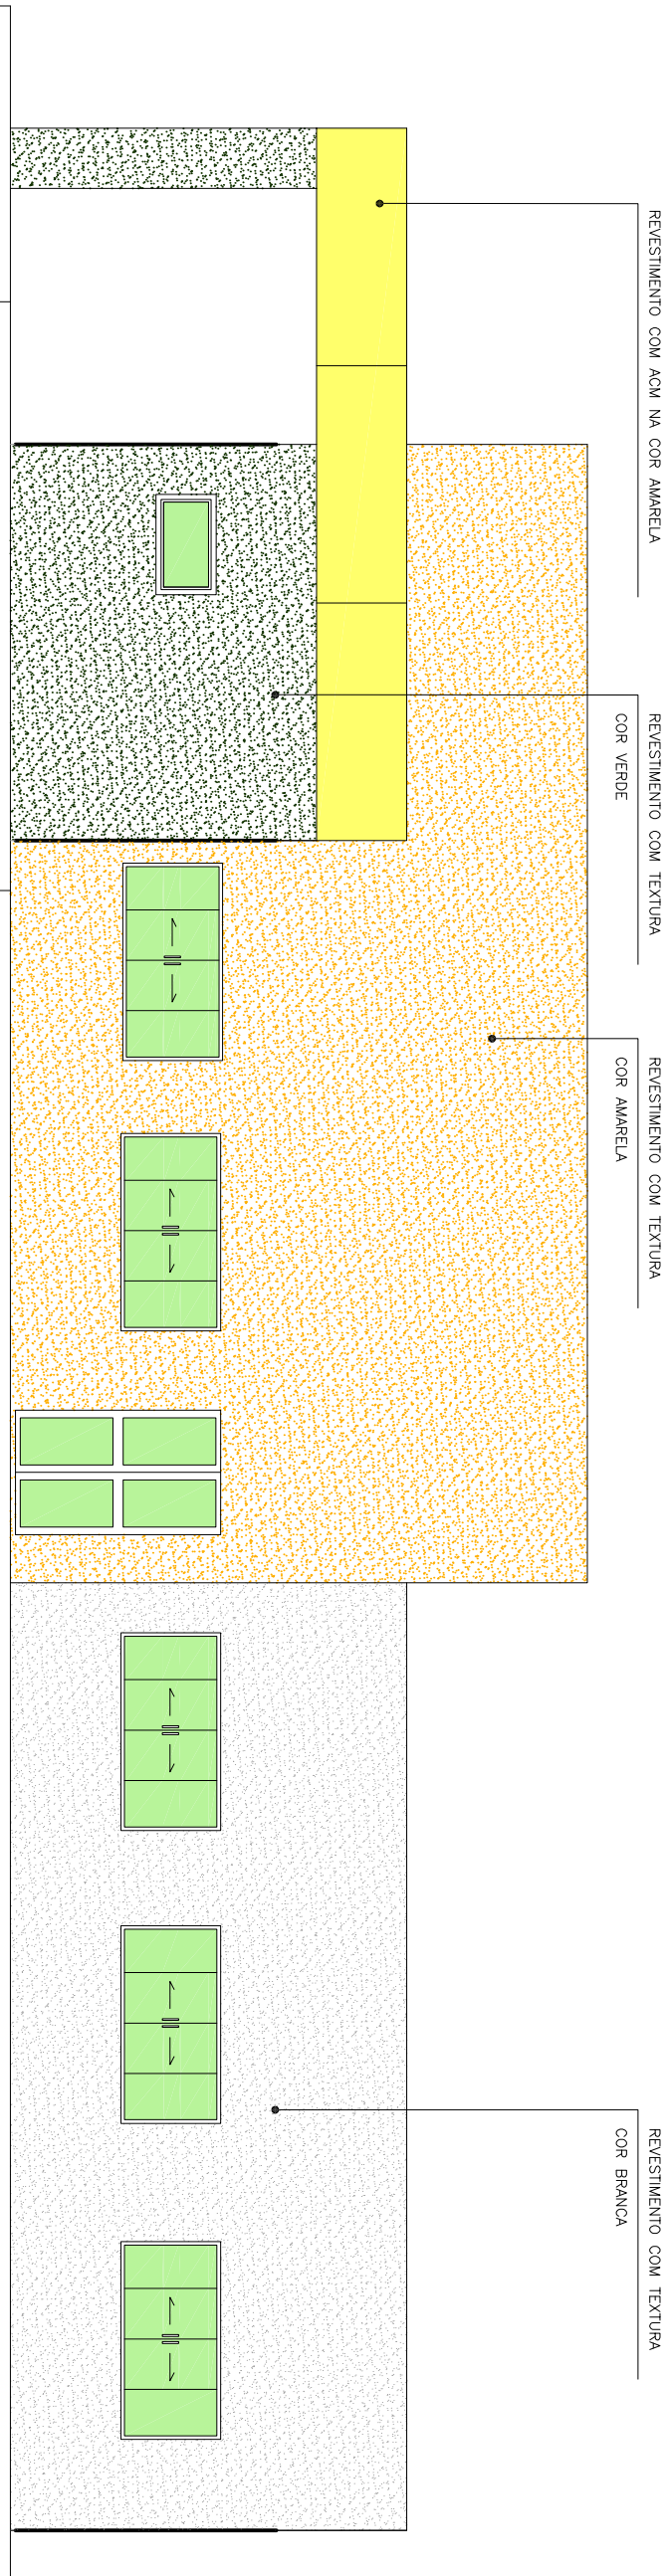 REVESTIMENTO COM ACM NA COR AMARELA
REVESTIMENTO COM TEXTURA
COR VERDE
REVESTIMENTO COM TEXTURA
COR AMARELA
REVESTIMENTO COM TEXTURA
COR BRANCA